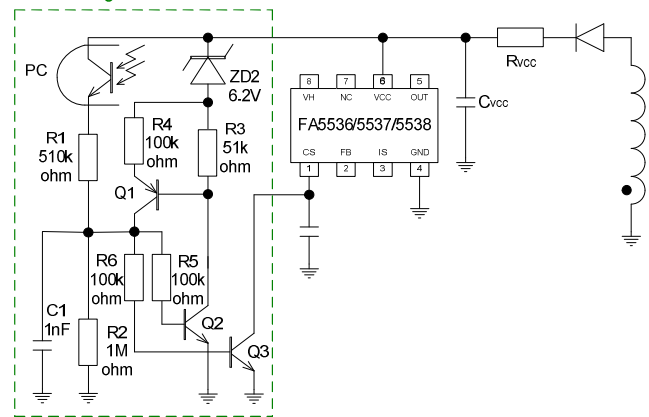 PC
ZD2
6.2V
R1
510k
ohm
R4
100k
ohm
R3
51k
ohm
Q1
R6
100k
ohm
R5
100k
ohm
C1
1nF
R2
1M
ohm
Q2
Q3
8 7 6 5
VH NC VCC OUT
FA5536/5537/5538
CS FB IS GND
1 2 3 4
RVCC
CVCC